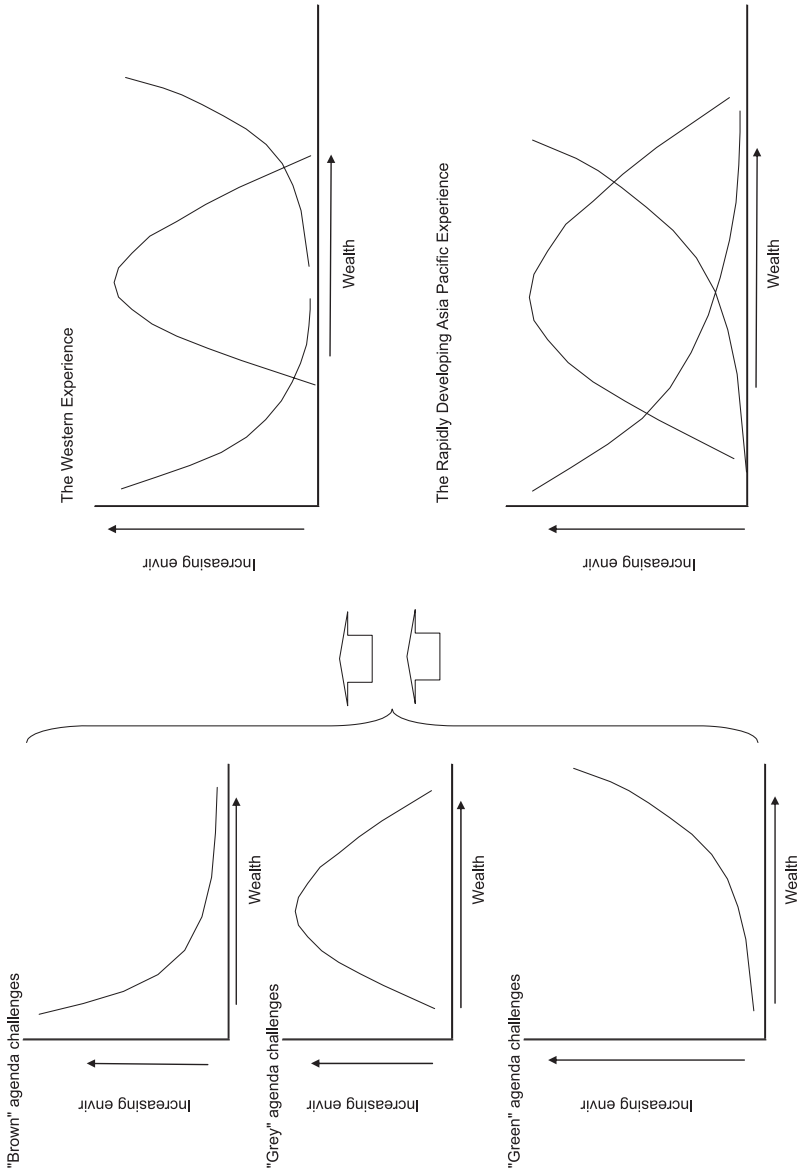 "Brown" agenda challenges
Increasing envir
Wealth
"Grey" agenda challenges
Increasing envir
Wealth
"Green" agenda challenges
Increasing envir
Wealth
The Western Experience
Increasing envir
Wealth
The Rapidly Developing Asia Pacific Experience
Increasing envir
Wealth